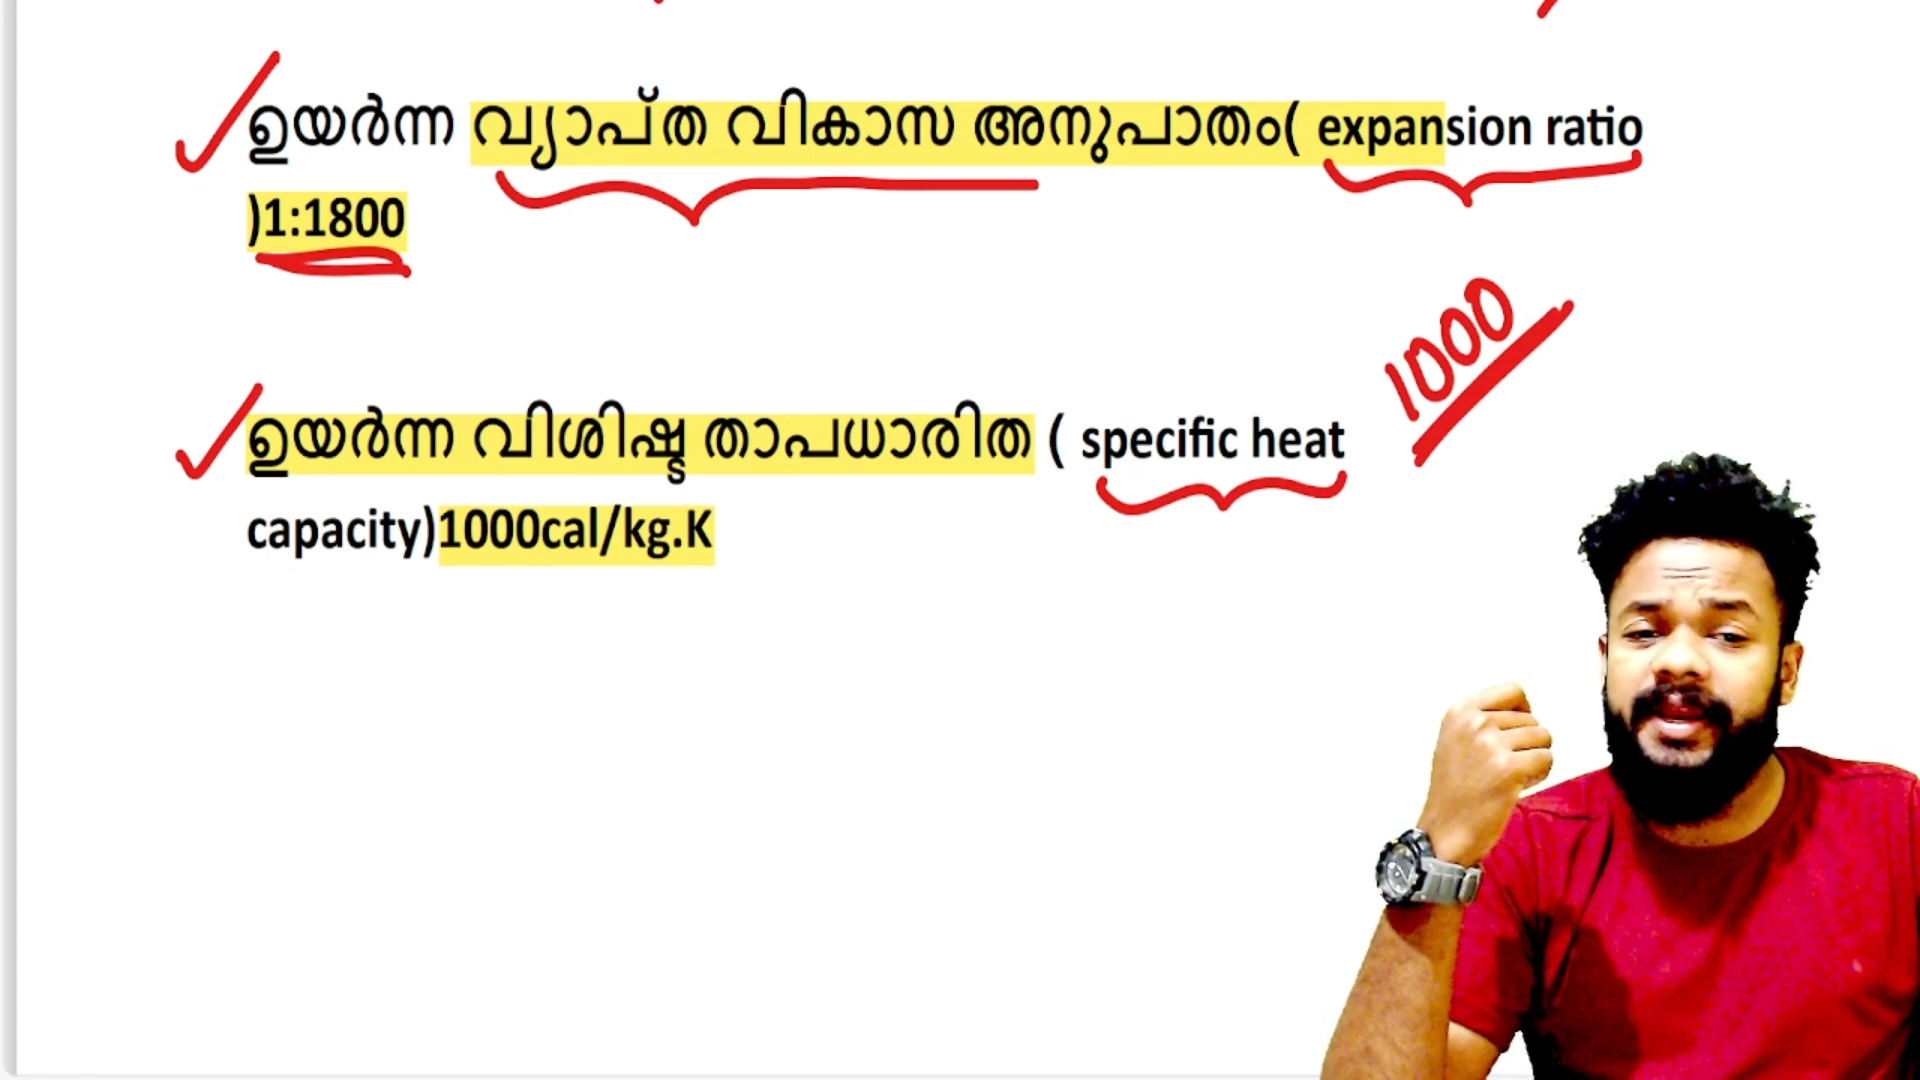 ഉയർന്ന വ്യാപ്ത വികാസ അനുപാതം( expansion ratio
)1:1800
1000
ഉയർന്ന വിശിഷ്ട താപധാരിത ( specific heat
capacity)1000cal/kg.K